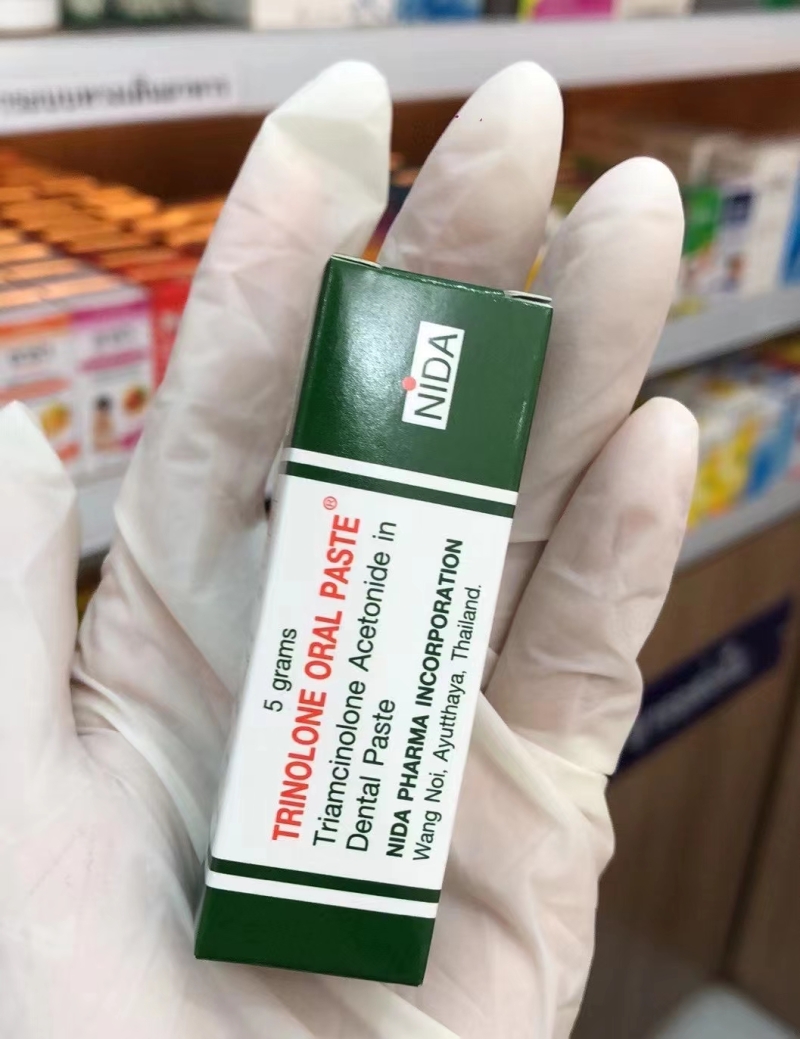 NIDA
5 grams
TRINOLONE ORAL PASTE®
Triamcinolone Acetonide in
Dental Paste
NIDA PHARMA INCORPORATION
Wang Noi, Ayutthaya, Thailand.